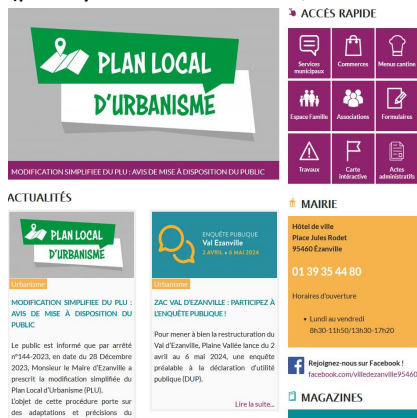 PLAN LOCAL
D'URBANISME
MODIFICATION SIMPLIFIEE DU PLU : AVIS DE MISE À DISPOSITION DU PUBLIC
ACTUALITÉS
PLAN LOCAL
D'URBANISME
Urbanisme
MODIFICATION SIMPLIFIEE DU PLU :
AVIS DE MISE À DISPOSITION DU
PUBLIC
Le public est informé que par arrêté
n°144-2023, en date du 28 Décembre
2023, Monsieur le Maire d'Ezanville a
prescrit la modification simplifiée du
Plan Local d'Urbanisme (PLU).
L'objet de cette procédure porte sur
des adaptations et précisions du
ENQUÊTE PUBLIQUE
Val Ezanville
2 AVRIL • 6 MAI 2024
Urbanisme
ZAC VAL D'EZANVILLE : PARTICIPEZ À
L'ENQUÊTE PUBLIQUE !
Pour mener à bien la restructuration du
Val d'Ezanville, Plaine Vallée lance du 2
avril au 6 mai 2024, une enquête
préalable à la déclaration d'utilité
publique (DUP).
Lire la suite...
ACCÈS RAPIDE
Services
municipaux
Commerces
Menus cantine
Espace Famille
Associations
Formulaires
Travaux
Carte
intéractive
Actes
administratifs
MAIRIE
Hôtel de ville
Place Jules Rodet
95460 Ézanville
01 39 35 44 80
Horaires d'ouverture
• Lundi au vendredi
8h30-11h50/13h30-17h20
Rejoignez-nous sur Facebook !
facebook.com/villedezanville95460
MAGAZINES